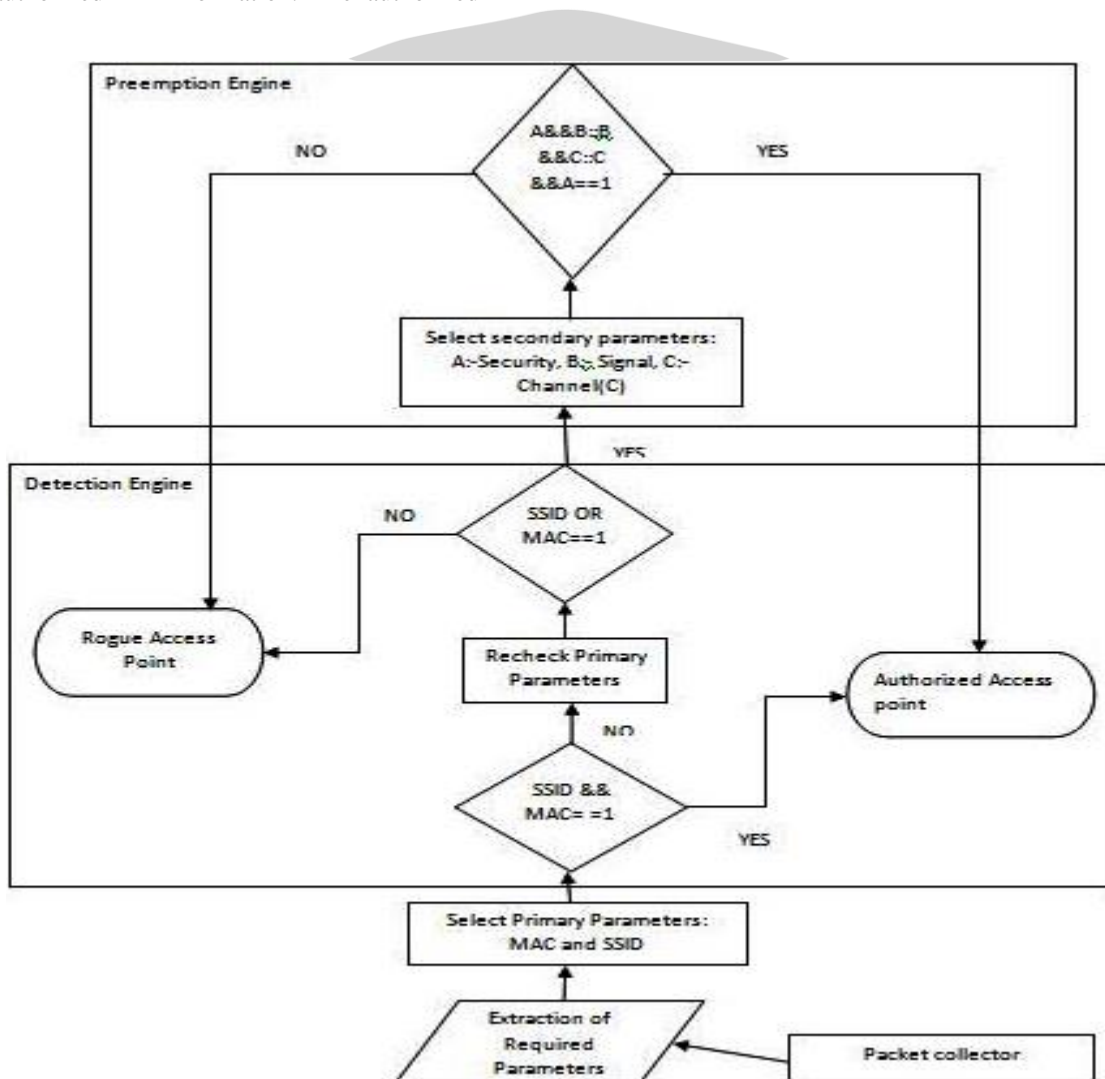 Preemption Engine
A&&B::B
&&C::C
&&A==1
NO
YES
Select secondary parameters:
A:-Security, B:- Signal, C:-
Channel(C)
YES
Detection Engine
SSID OR
MAC==1
NO
Rogue Access
Point
Recheck Primary
Parameters
Authorized Access
point
NO
SSID &&
MAC= =1
YES
Select Primary Parameters:
MAC and SSID
Extraction of
Required
Parameters
Packet collector